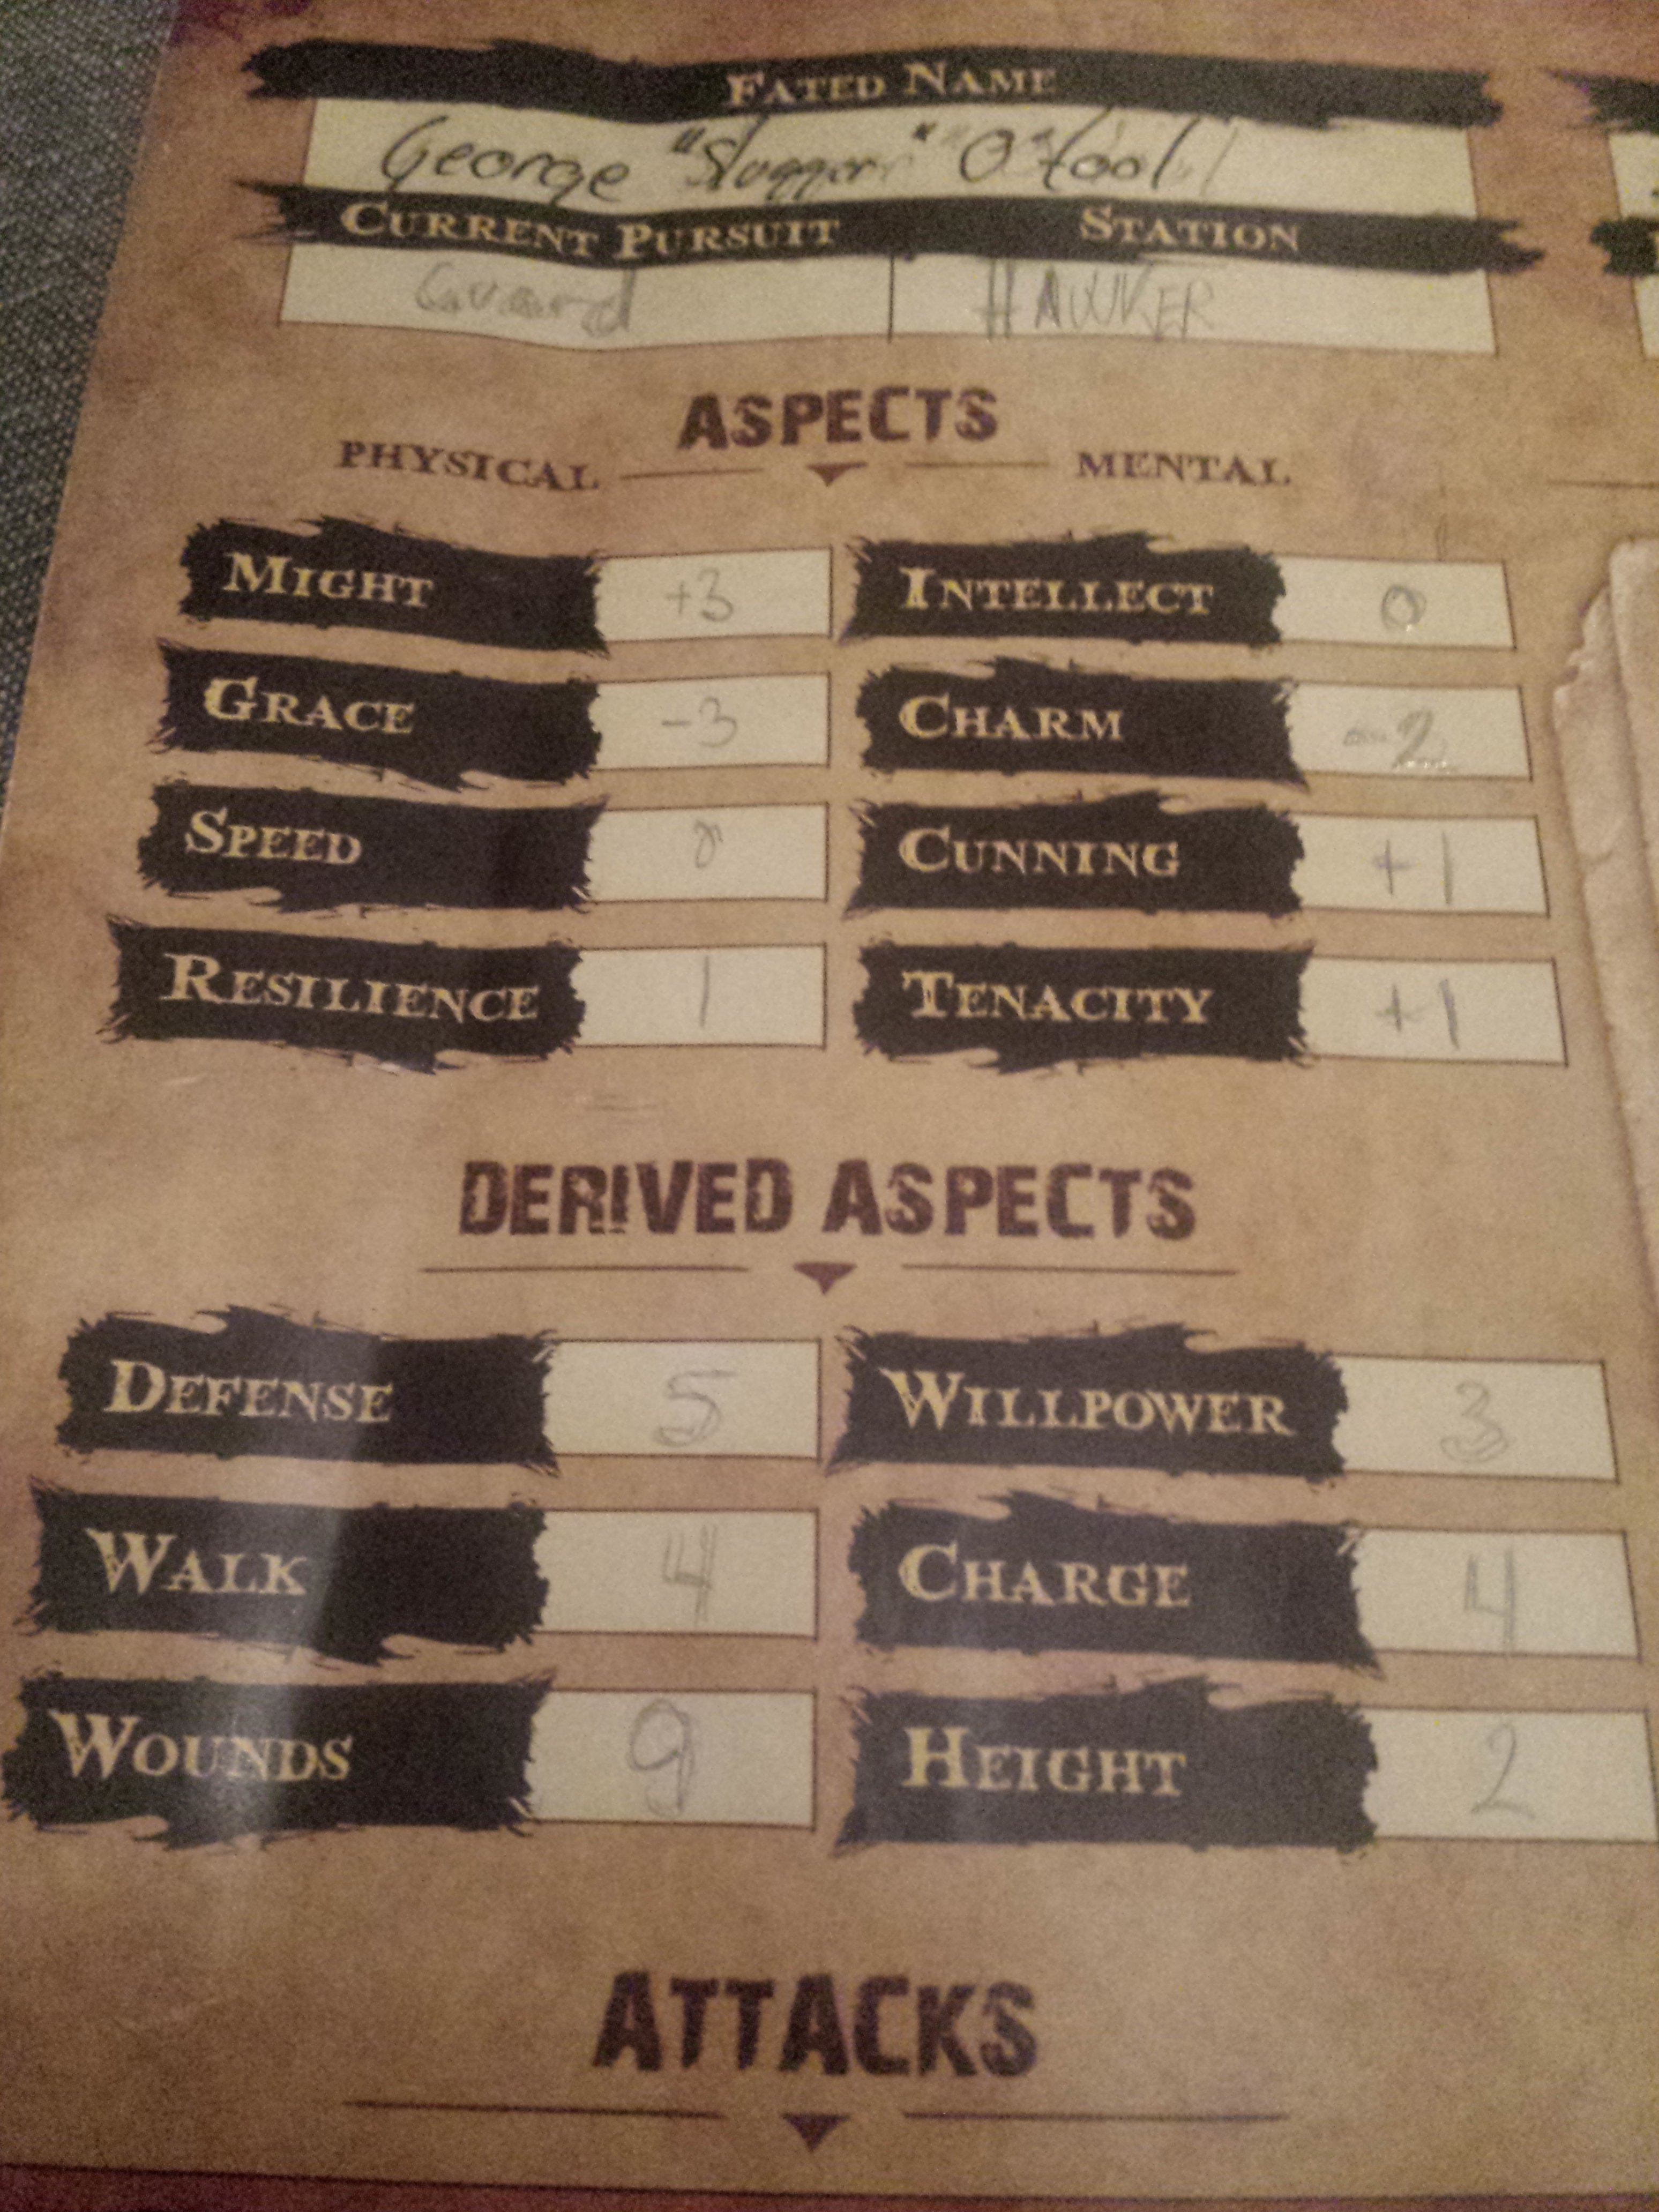 FATED NAME
George "Slugger" O'tool
CURRENT PURSUIT STATION
Guard HAWKER
ASPECTS
PHYSICAL MENTAL
MIGHT +3 INTELLECT 0
GRACE -3 CHARM -2
SPEED 0 CUNNING +1
RESILIENCE 1 TENACITY +1
DERIVED ASPECTS
DEFENSE 5 WILLPOWER 3
WALK 4 CHARGE 4
WOUNDS 9 HEIGHT 2
ATTACKS